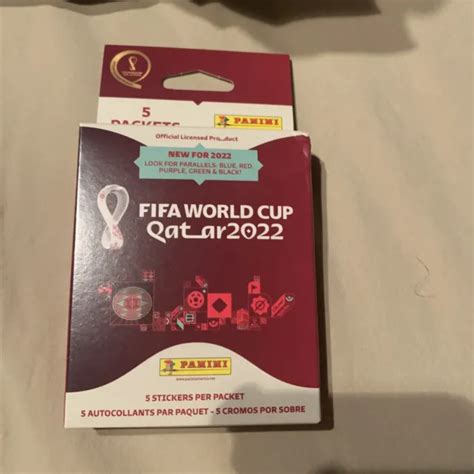 5
PACKETS
PANINI
Official Licensed Product
NEW FOR 2022
LOOK FOR PARALLELS: BLUE, RED,
PURPLE, GREEN & BLACK!
FIFA WORLD CUP
Qatar2022
PANINI
5 STICKERS PER PACKET
5 AUTOCOLLANTS PAR PAQUET - 5 CROMOS POR SOBRE